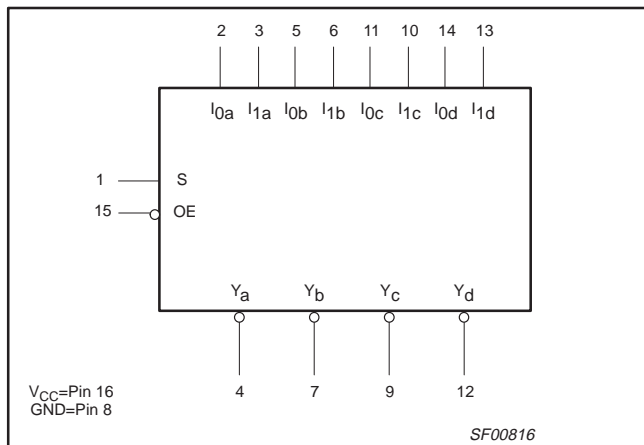 2 3 5 6 11 10 14 13
I0a I1a I0b I1b I0c I1c I0d I1d
1 S
15 OE
Ya Yb Yc Yd
4 7 9 12
VCC=Pin 16
GND=Pin 8
SF00816